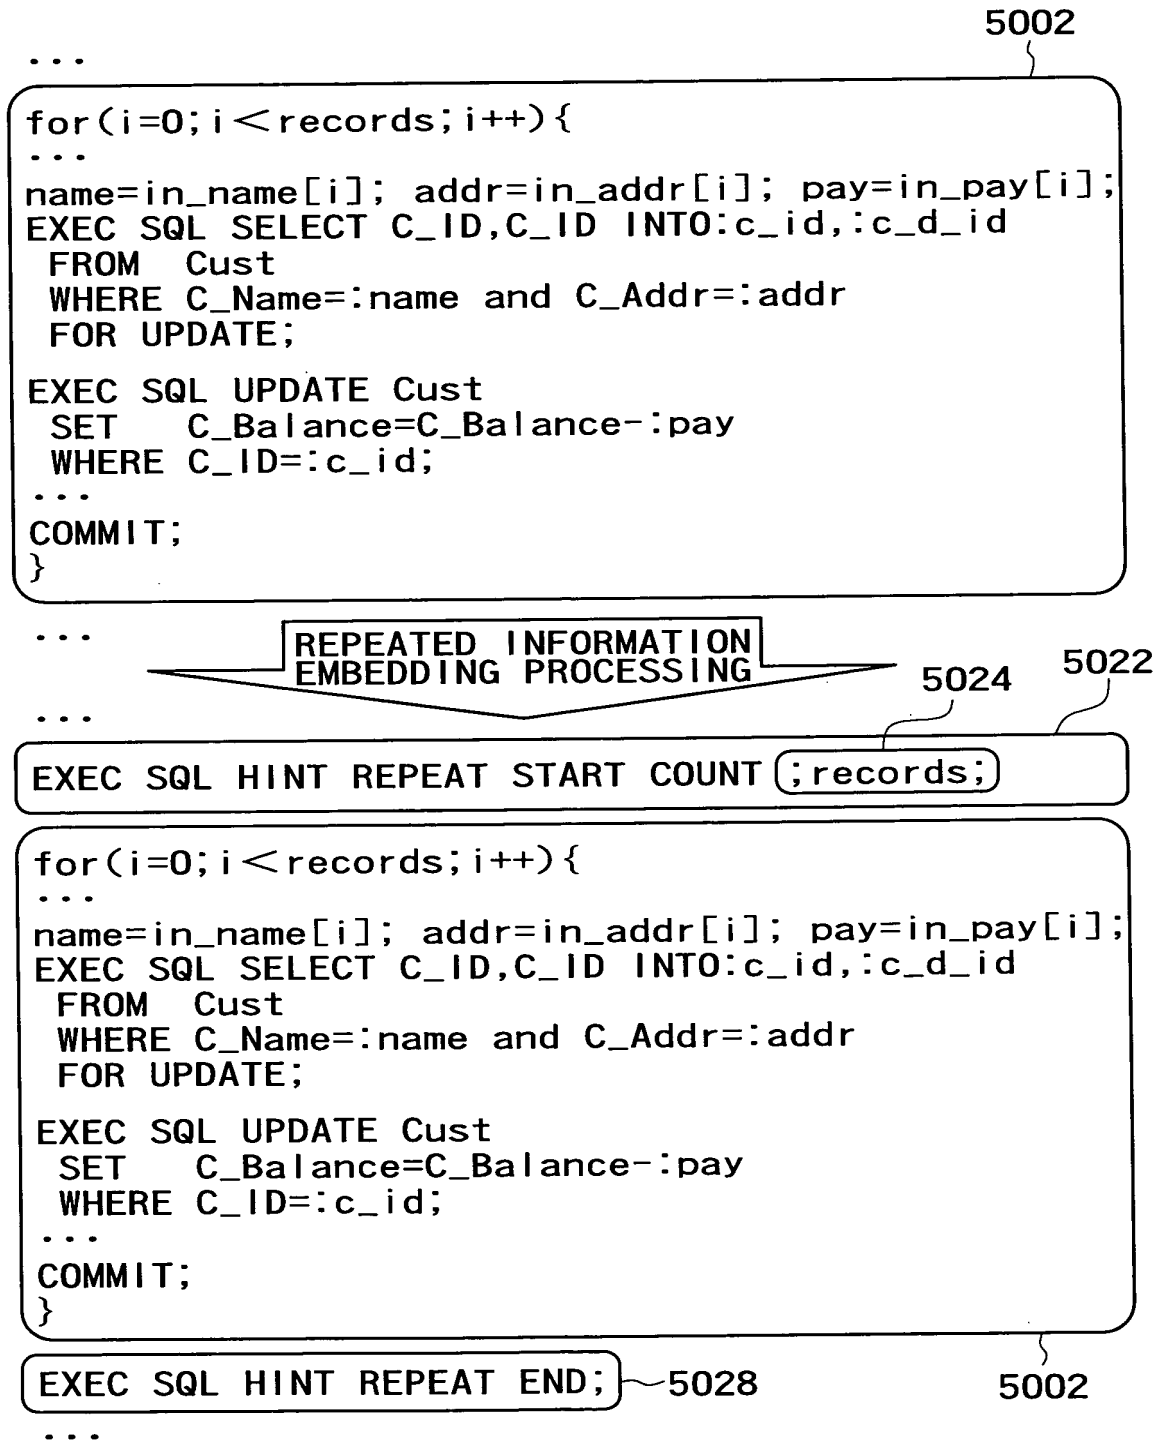 5002
...
for(i=0;i<records;i++){
...
name=in_name[i]; addr=in_addr[i]; pay=in_pay[i];
EXEC SQL SELECT C_ID,C_ID INTO:c_id,:c_d_id
FROM Cust
WHERE C_Name=:name and C_Addr=:addr
FOR UPDATE;
EXEC SQL UPDATE Cust
SET C_Balance=C_Balance-:pay
WHERE C_ID=:c_id;
...
COMMIT;
}
...
REPEATED INFORMATION
EMBEDDING PROCESSING
5024
5022
...
EXEC SQL HINT REPEAT START COUNT ;records;
for(i=0;i<records;i++){
...
name=in_name[i]; addr=in_addr[i]; pay=in_pay[i];
EXEC SQL SELECT C_ID,C_ID INTO:c_id,:c_d_id
FROM Cust
WHERE C_Name=:name and C_Addr=:addr
FOR UPDATE;
EXEC SQL UPDATE Cust
SET C_Balance=C_Balance-:pay
WHERE C_ID=:c_id;
...
COMMIT;
}
EXEC SQL HINT REPEAT END;
5028
5002
...